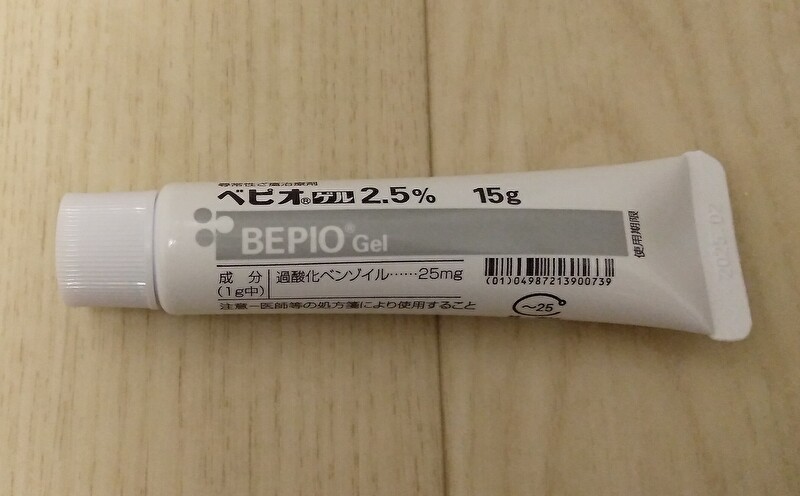 尋常性ざ瘡治療剤
ベピオ®ゲル 2.5% 15g
BEPIO® Gel
使用期限
成分 過酸化ベンゾイル……25mg
(1g中)
(01)04987213900739
注意-医師等の処方箋により使用すること
~25°